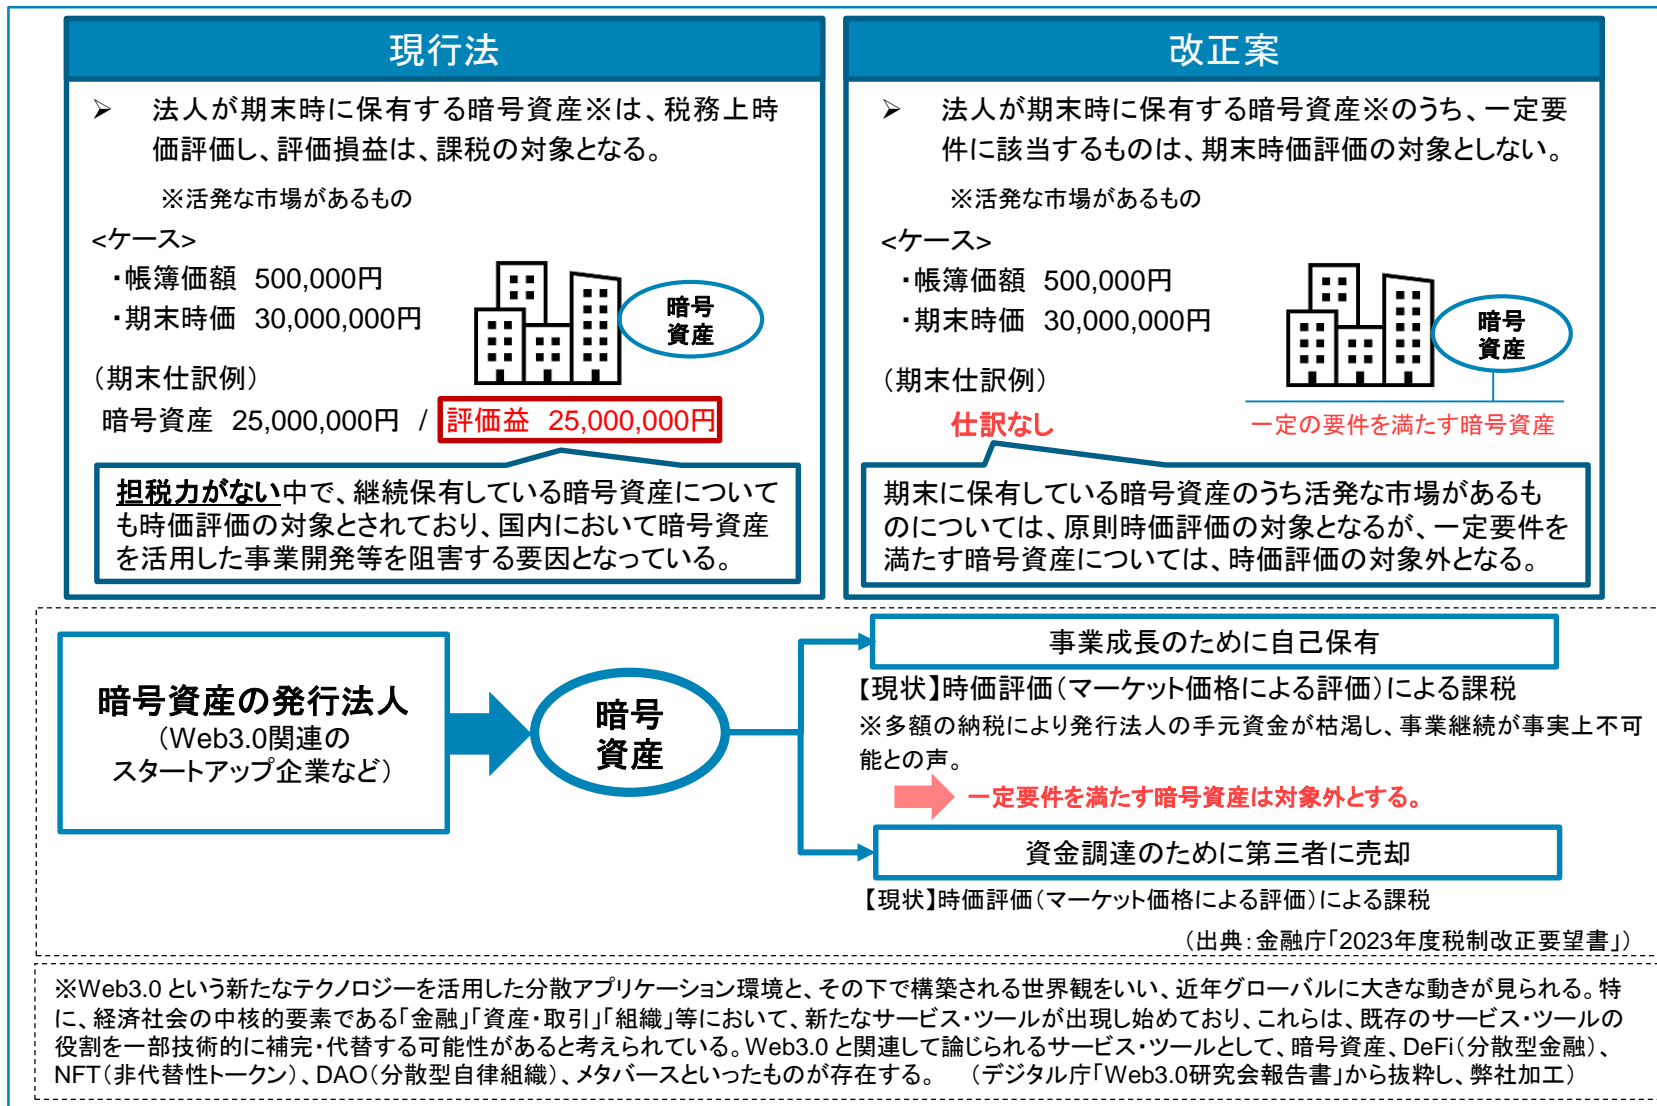 現行法
➢ 法人が期末時に保有する暗号資産※は、税務上時
価評価し、評価損益は、課税の対象となる。
※活発な市場があるもの
<ケース>
・帳簿価額 500,000円
・期末時価 30,000,000円
暗号
資産
(期末仕訳例)
暗号資産 25,000,000円 / 評価益 25,000,000円
担税力がない中で、継続保有している暗号資産について
も時価評価の対象とされており、国内において暗号資産
を活用した事業開発等を阻害する要因となっている。
改正案
➢ 法人が期末時に保有する暗号資産※のうち、一定要
件に該当するものは、期末時価評価の対象としない。
※活発な市場があるもの
<ケース>
・帳簿価額 500,000円
・期末時価 30,000,000円
暗号
資産
(期末仕訳例)
仕訳なし
一定の要件を満たす暗号資産
期末に保有している暗号資産のうち活発な市場があるも
のについては、原則時価評価の対象となるが、一定要件を
満たす暗号資産については、時価評価の対象外となる。
暗号資産の発行法人
(Web3.0関連の
スタートアップ企業など)
暗号
資産
事業成長のために自己保有
【現状】時価評価(マーケット価格による評価)による課税
※多額の納税により発行法人の手元資金が枯渇し、事業継続が事実上不可
能との声。
一定要件を満たす暗号資産は対象外とする。
資金調達のために第三者に売却
【現状】時価評価(マーケット価格による評価)による課税
(出典:金融庁「2023年度税制改正要望書」)
※Web3.0 という新たなテクノロジーを活用した分散アプリケーション環境と、その下で構築される世界観をいい、近年グローバルに大きな動きが見られる。特
に、経済社会の中核的要素である「金融」「資産・取引」「組織」等において、新たなサービス・ツールが出現し始めており、これらは、既存のサービス・ツールの
役割を一部技術的に補完・代替する可能性があると考えられている。Web3.0 と関連して論じられるサービス・ツールとして、暗号資産、DeFi(分散型金融)、
NFT(非代替性トークン)、DAO(分散型自律組織)、メタバースといったものが存在する。 (デジタル庁「Web3.0研究会報告書」から抜粋し、弊社加工)